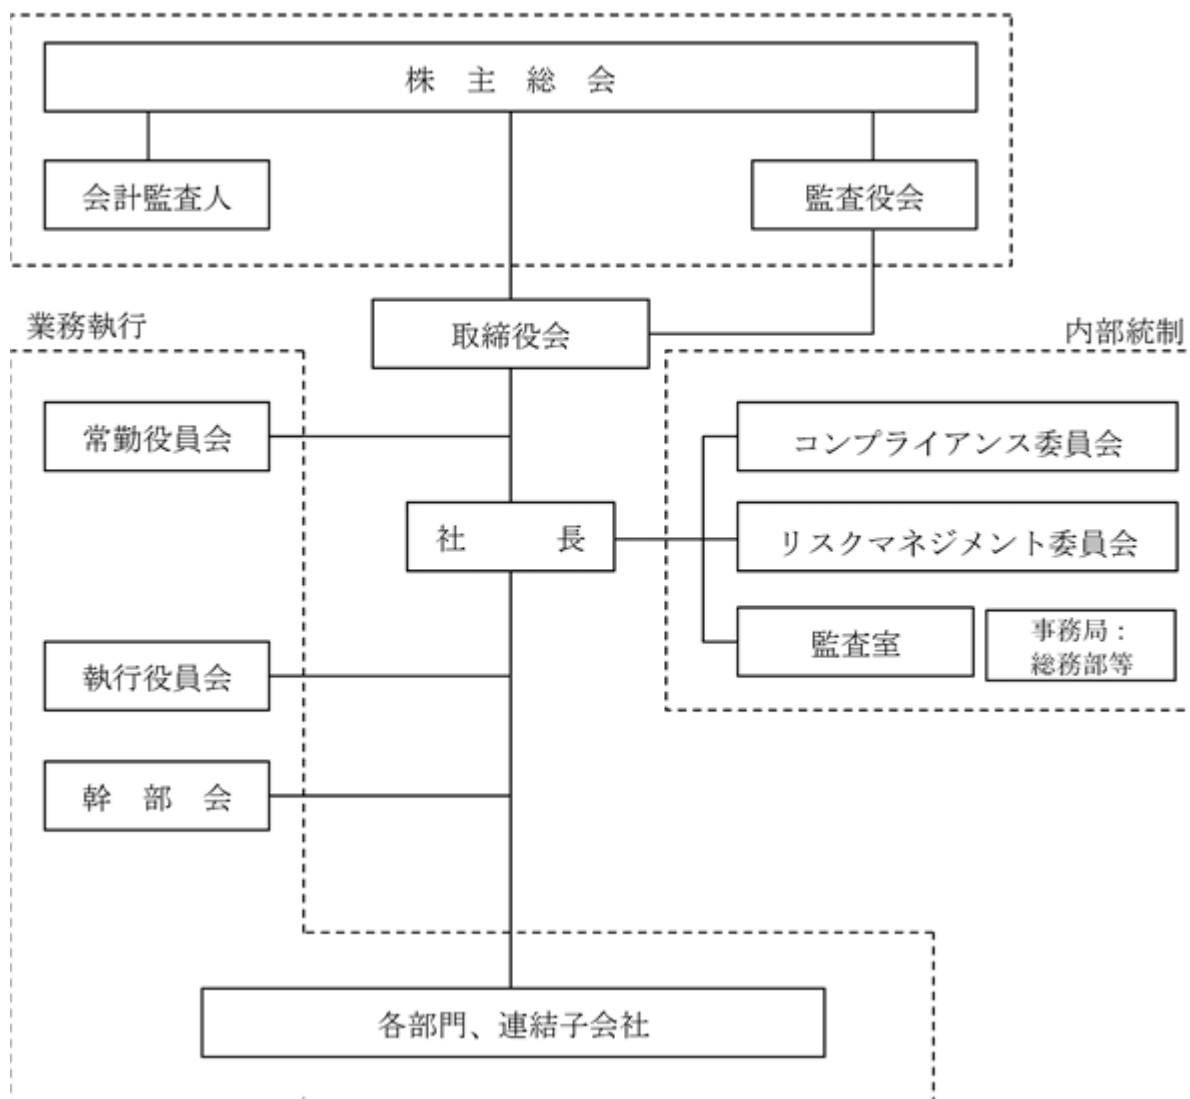 株　主　総　会
会計監査人
監査役会
業務執行
取締役会
内部統制
常勤役員会
コンプライアンス委員会
社　　　長
リスクマネジメント委員会
監査室
事務局：
総務部等
執行役員会
幹　部　会
各部門、連結子会社